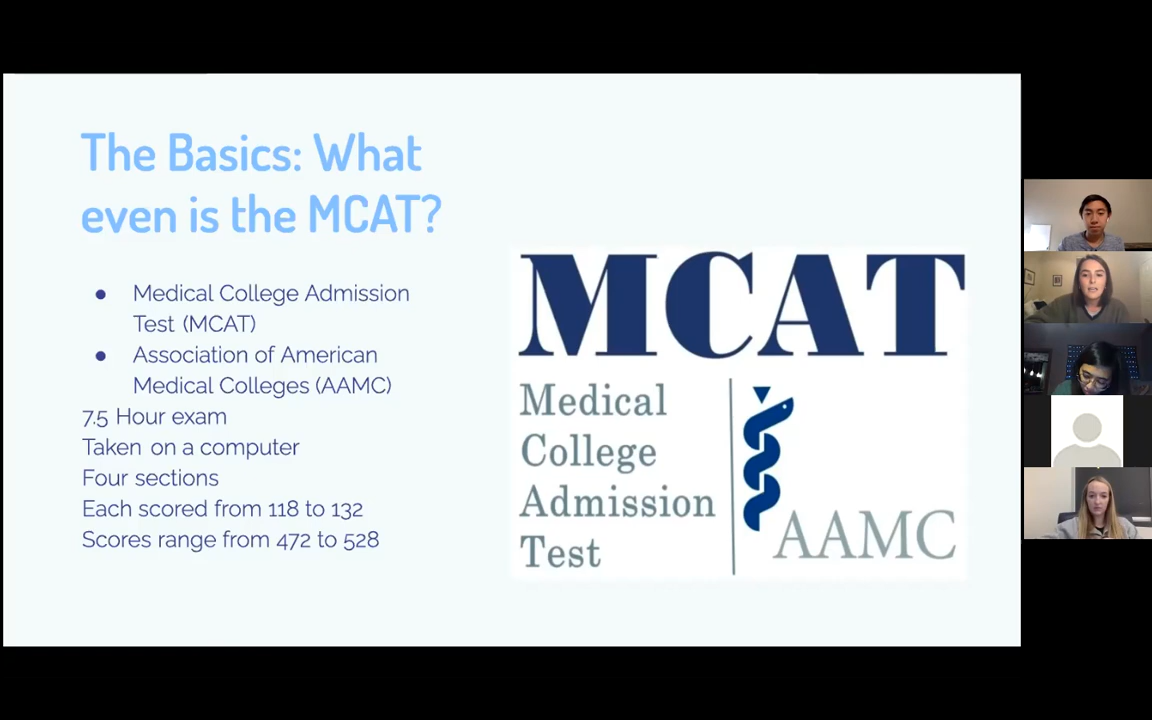 The Basics: What
even is the MCAT?
● Medical College Admission
Test (MCAT)
● Association of American
Medical Colleges (AAMC)
7.5 Hour exam
Taken on a computer
Four sections
Each scored from 118 to 132
Scores range from 472 to 528
MCAT
Medical
College
Admission
Test
AAMC